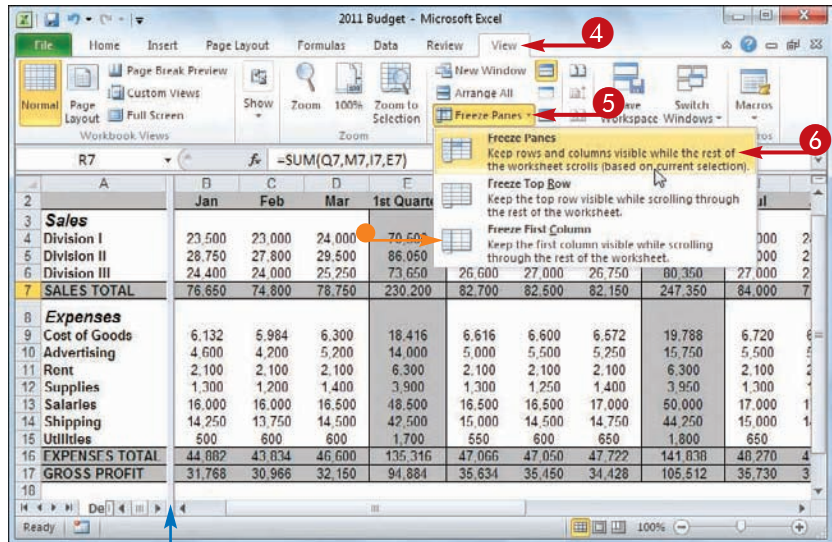 2011 Budget - Microsoft Excel
File Home Insert Page Layout Formulas Data Review View
4
Normal
Page Layout
Page Break Preview
Custom Views
Full Screen
Workbook Views
Show
Zoom
100%
Zoom to Selection
Zoom
New Window
Arrange All
Freeze Panes
5
Workspace
Switch Windows
Macros
6
Freeze Panes
Keep rows and columns visible while the rest of
the worksheet scrolls (based on current selection).
Freeze Top Row
Keep the top row visible while scrolling through
the rest of the worksheet.
Freeze First Column
Keep the first column visible while scrolling
through the rest of the worksheet.
R7 fx =SUM(Q7,M7,I7,E7)
A B C D E
2 Jan Feb Mar 1st Quarte
3 Sales
4 Division I 23,500 23,000 24,000 70,500
5 Division II 28,750 27,800 29,500 86,050
6 Division III 24,400 24,000 25,250 73,650 26,600 27,000 26,750 80,350 27,000
7 SALES TOTAL 76,650 74,800 78,750 230,200 82,700 82,500 82,150 247,350 84,000
8 Expenses
9 Cost of Goods 6,132 5,984 6,300 18,416 6,616 6,600 6,572 19,788 6,720
10 Advertising 4,600 4,200 5,200 14,000 5,000 5,500 5,250 15,750 5,500
11 Rent 2,100 2,100 2,100 6,300 2,100 2,100 2,100 6,300 2,100
12 Supplies 1,300 1,200 1,400 3,900 1,300 1,250 1,400 3,950 1,300
13 Salaries 16,000 16,000 16,500 48,500 16,500 16,500 17,000 50,000 17,000
14 Shipping 14,250 13,750 14,500 42,500 15,000 14,500 14,750 44,250 15,000
15 Utilities 500 600 600 1,700 550 600 650 1,800 650
16 EXPENSES TOTAL 44,882 43,834 46,600 135,316 47,066 47,050 47,722 141,838 48,270
17 GROSS PROFIT 31,768 30,966 32,150 94,884 35,634 35,450 34,428 105,512 35,730
18
Ready 100%